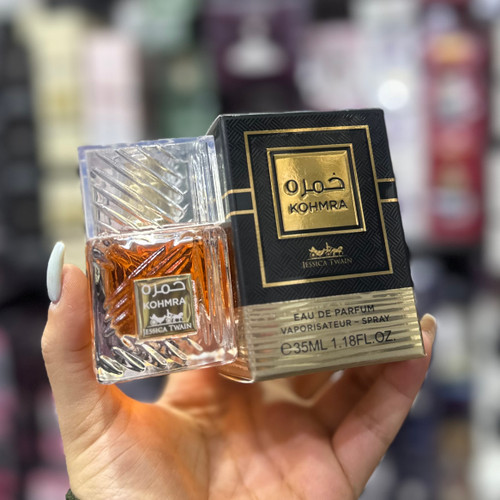 خمره
KOHMRA
JESSICA TWAIN
خمره
KOHMRA
JESSICA TWAIN
EAU DE PARFUM
VAPORISATEUR - SPRAY
℮35ML 1.18FL.OZ.